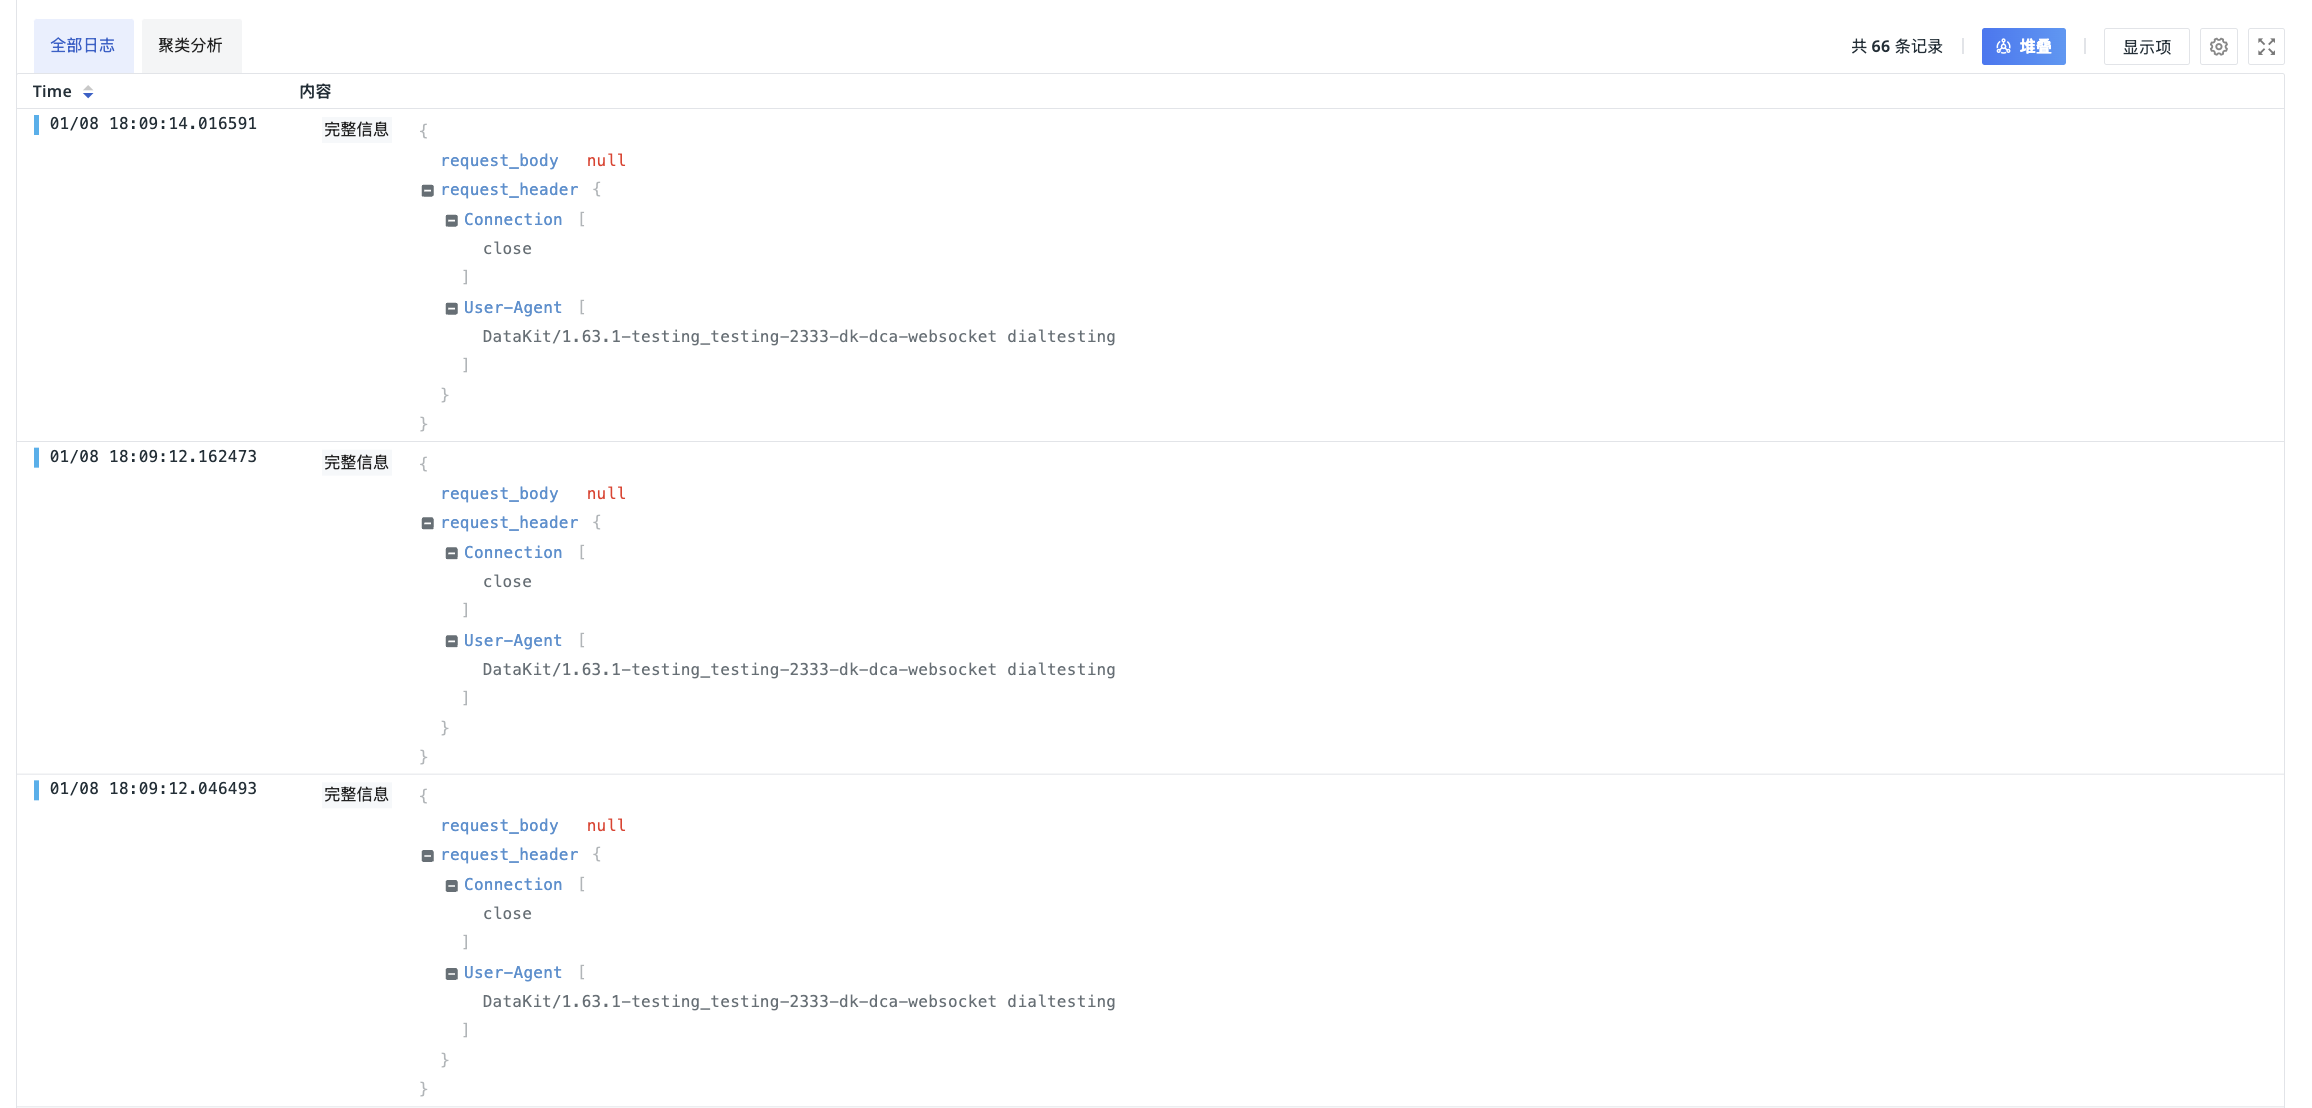 全部日志 聚类分析 共 66 条记录 堆叠 显示项
Time 内容
01/08 18:09:14.016591 完整信息 {
request_body null
request_header {
Connection [
close
]
User-Agent [
DataKit/1.63.1-testing_testing-2333-dk-dca-websocket dialtesting
]
}
}
01/08 18:09:12.162473 完整信息 {
request_body null
request_header {
Connection [
close
]
User-Agent [
DataKit/1.63.1-testing_testing-2333-dk-dca-websocket dialtesting
]
}
}
01/08 18:09:12.046493 完整信息 {
request_body null
request_header {
Connection [
close
]
User-Agent [
DataKit/1.63.1-testing_testing-2333-dk-dca-websocket dialtesting
]
}
}